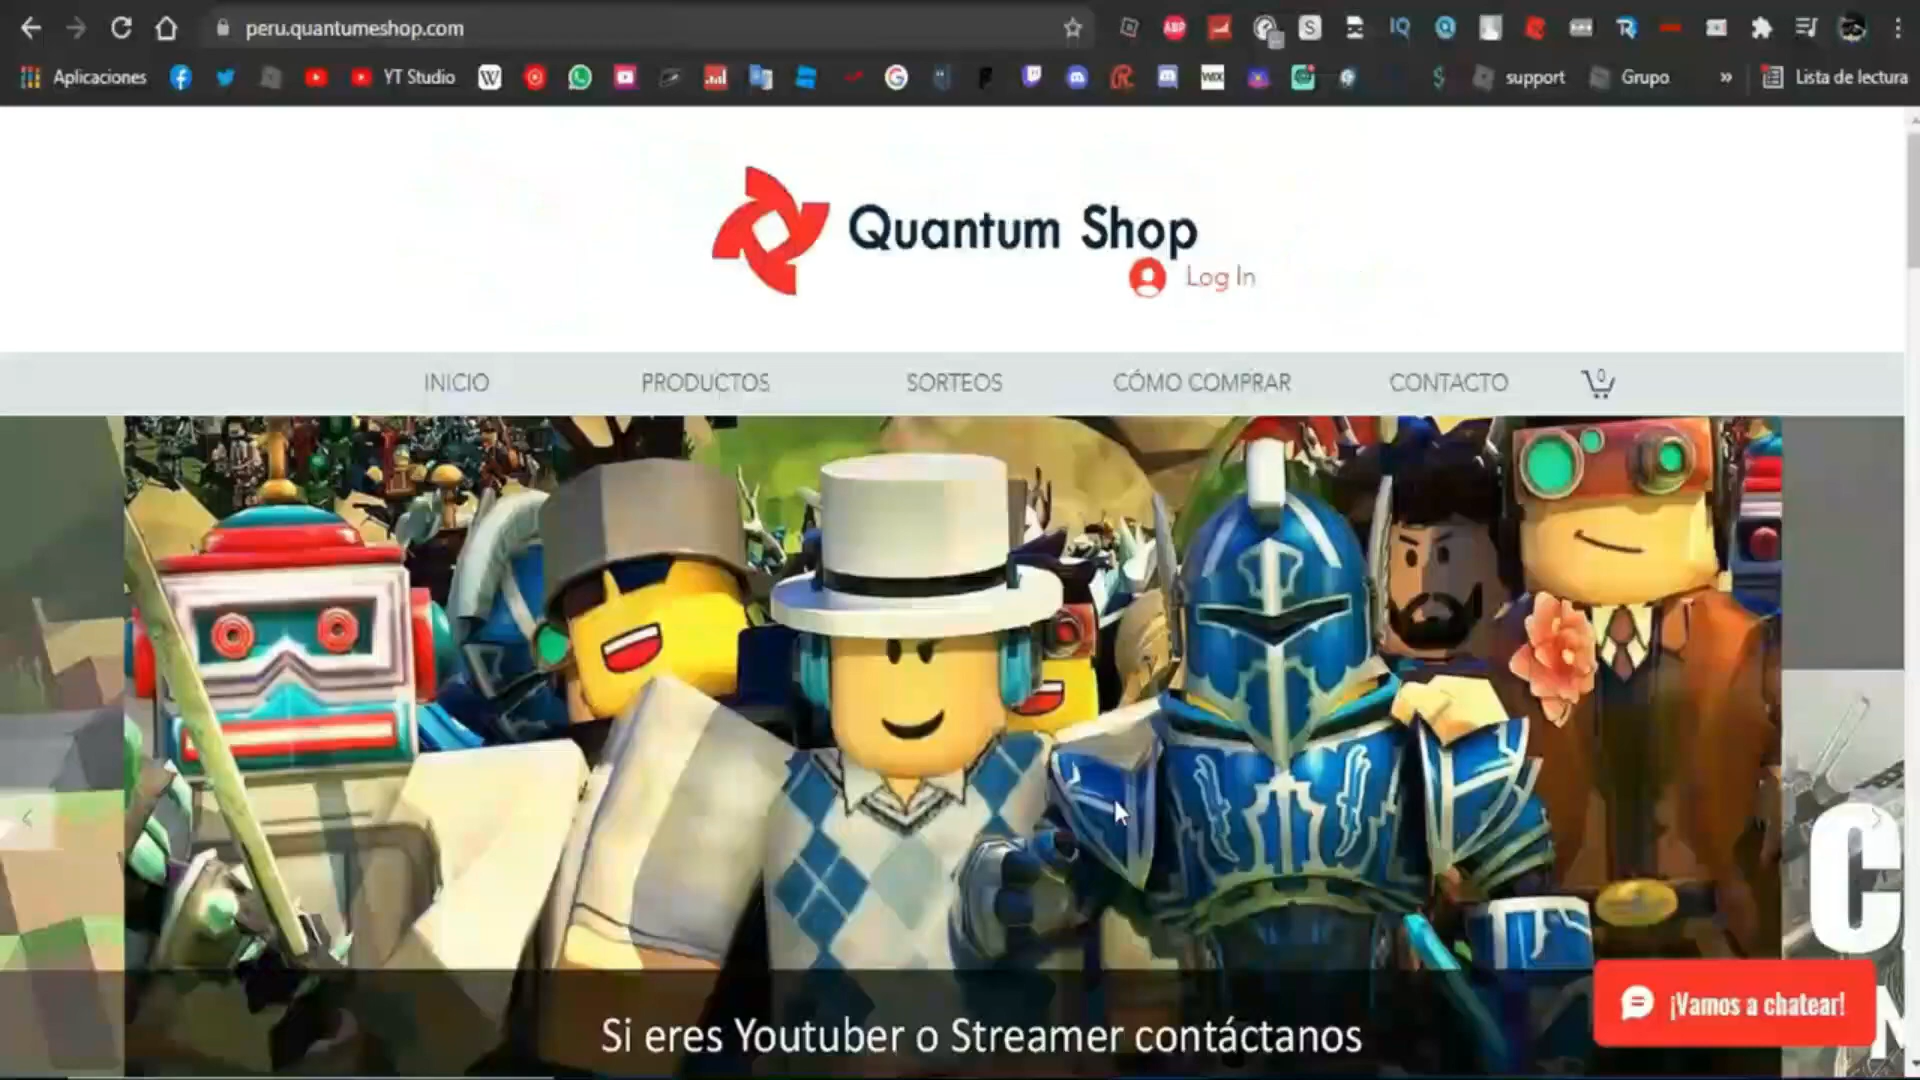 peru.quantumeshop.com
Aplicaciones
YT Studio
support
Grupo
»
Lista de lectura
Quantum Shop
Log In
INICIO
PRODUCTOS
SORTEOS
CÓMO COMPRAR
CONTACTO
0
Si eres Youtuber o Streamer contáctanos
¡Vamos a chatear!
C
N